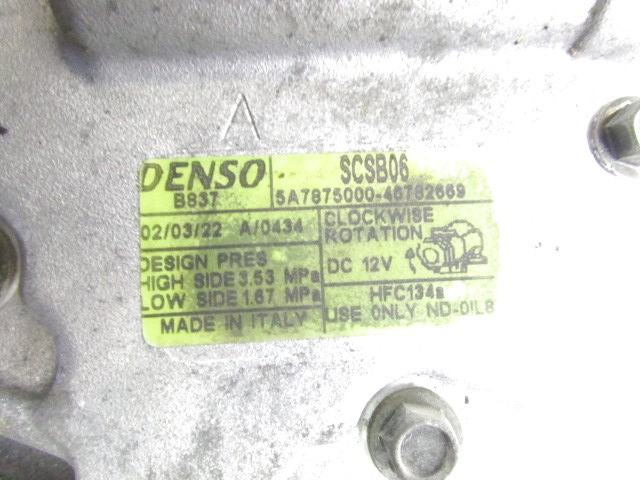 A
DENSO SCSB06
B837 5A7875000-46782669
02/03/22 A/0434 CLOCKWISE
ROTATION
DESIGN PRES
HIGH SIDE 3.53 MPa DC 12V
LOW SIDE 1.67 MPa HFC134a
MADE IN ITALY USE ONLY ND-OIL8